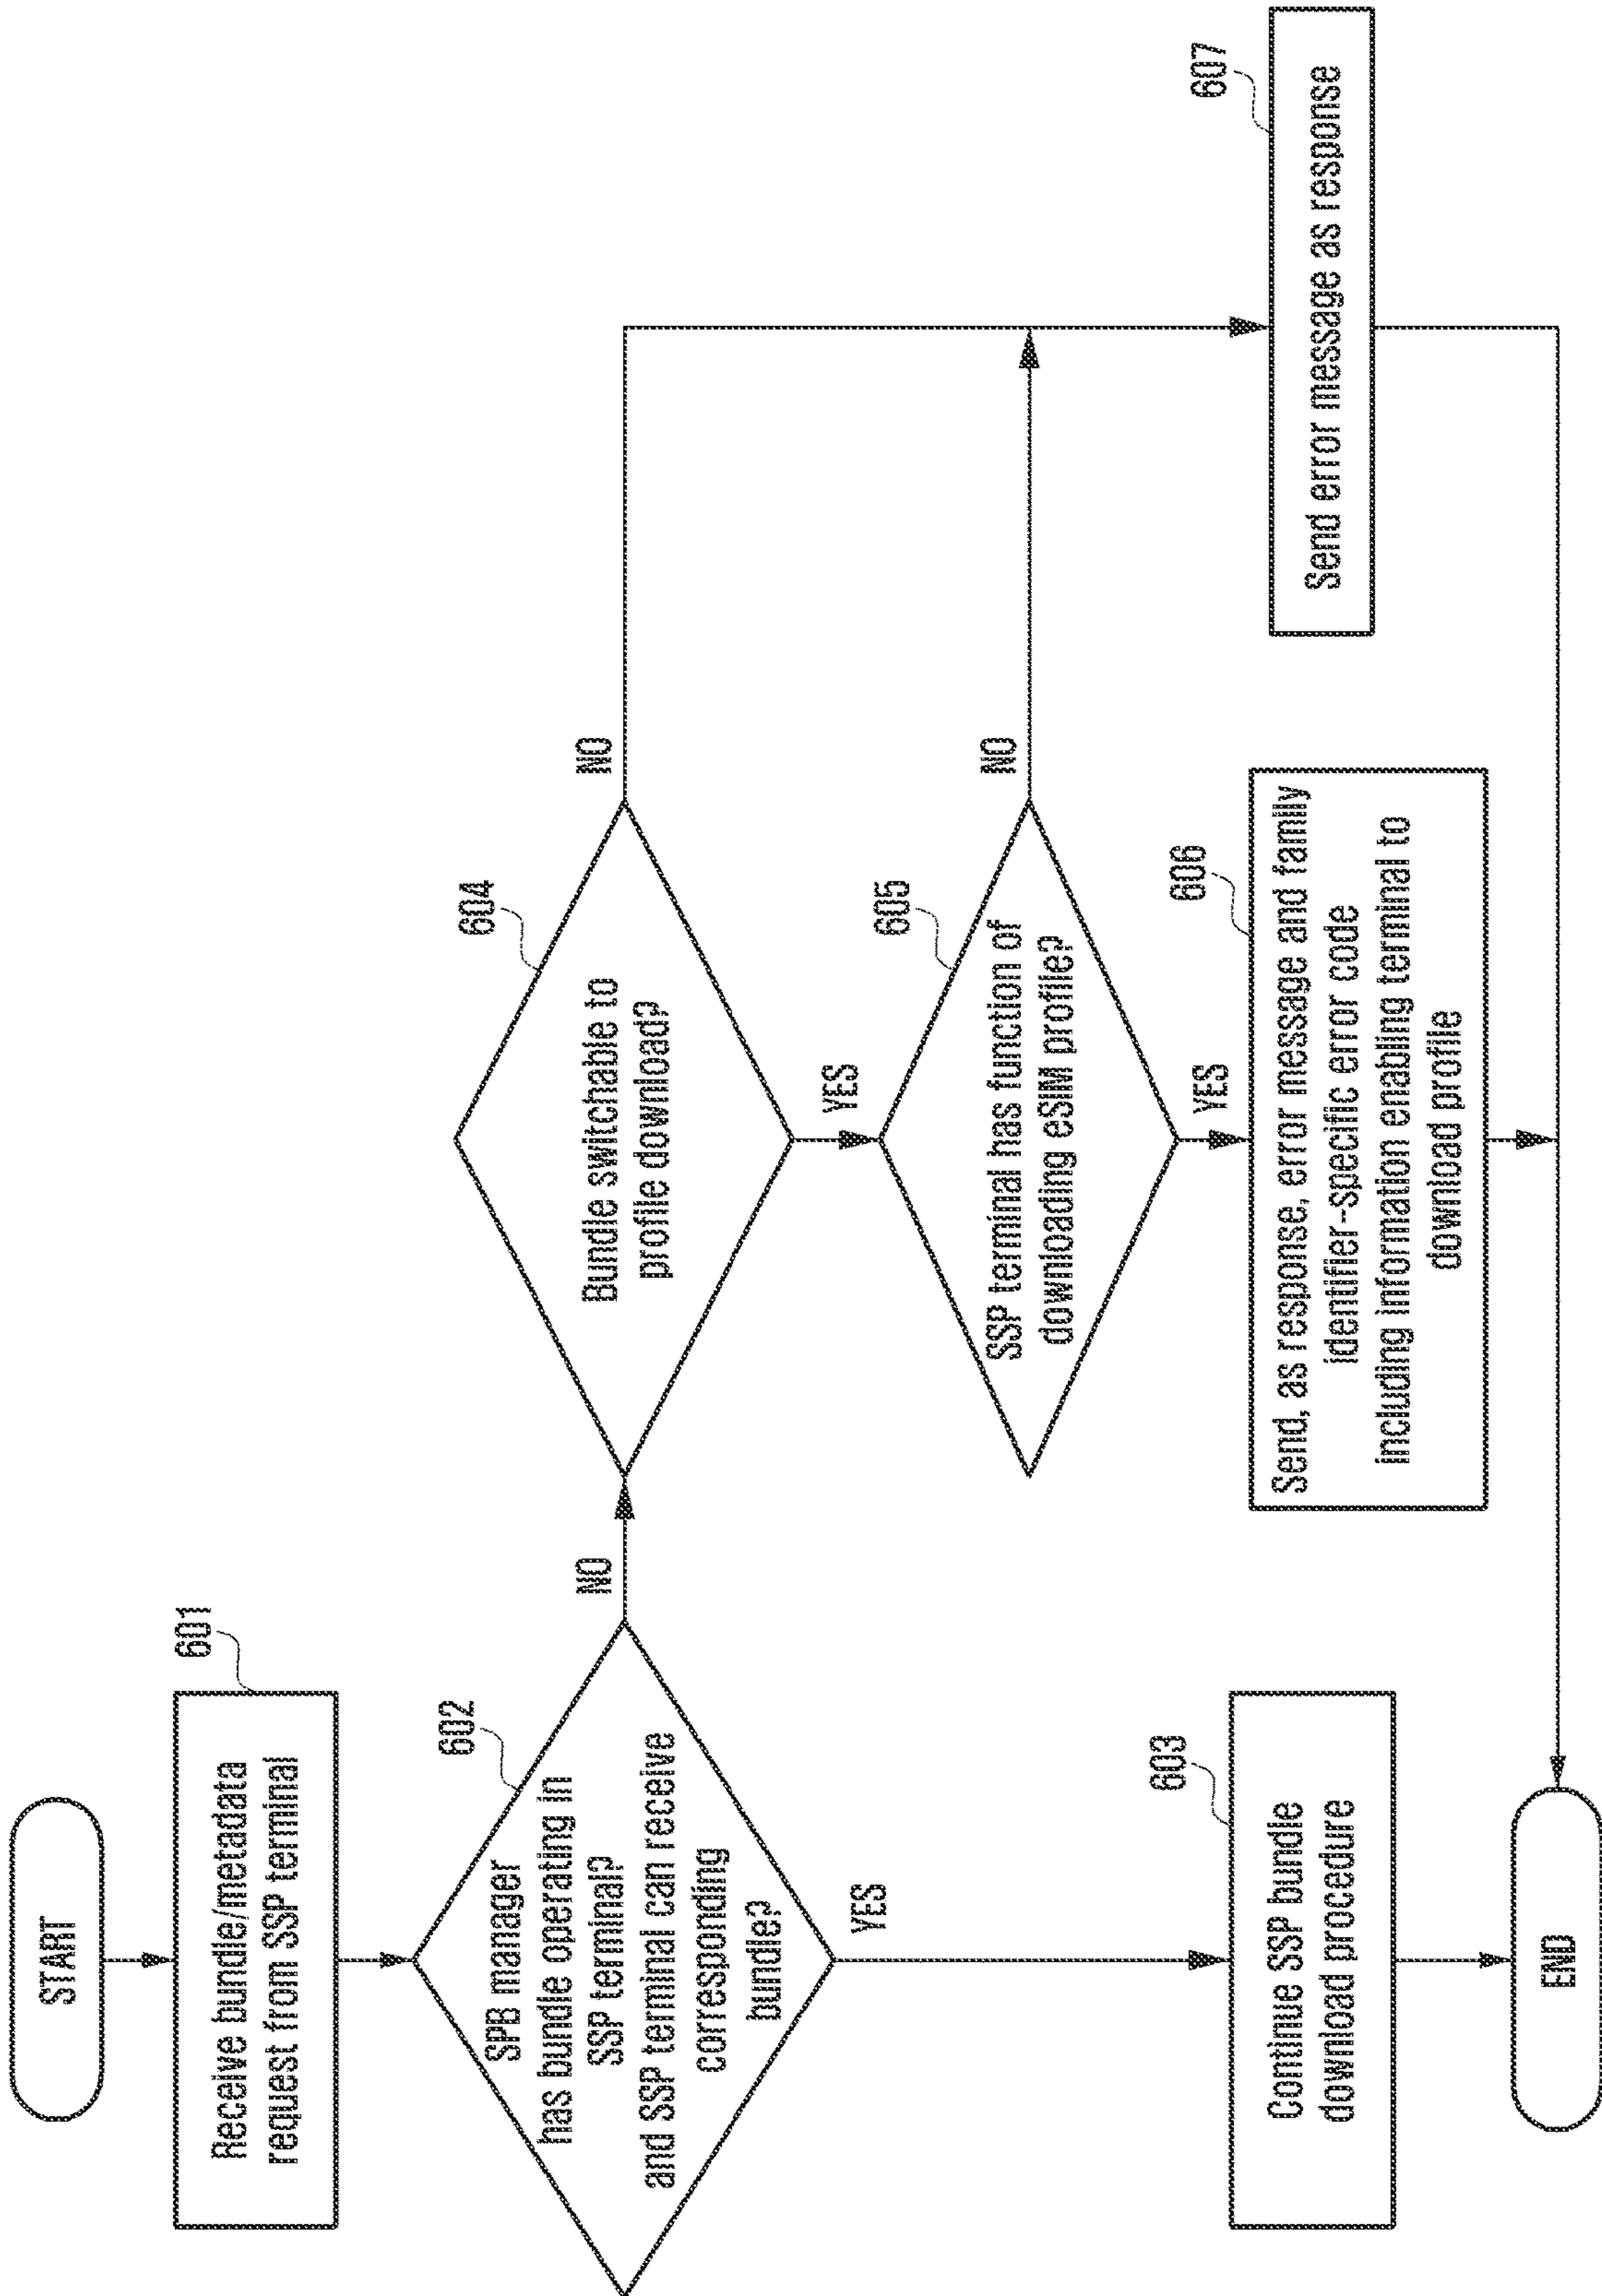 START
601
Receive bundle/metadata
request from SSP terminal
602
SPB manager
has bundle operating in
SSP terminal?
and SSP terminal can receive
corresponding
bundle?
NO
YES
603
Continue SSP bundle
download procedure
604
Bundle switchable to
profile download?
NO
YES
605
SSP terminal has function of
downloading eSIM profile?
NO
YES
606
Send, as response, error message and family
identifier-specific error code
including information enabling terminal to
download profile
607
Send error message as response
END